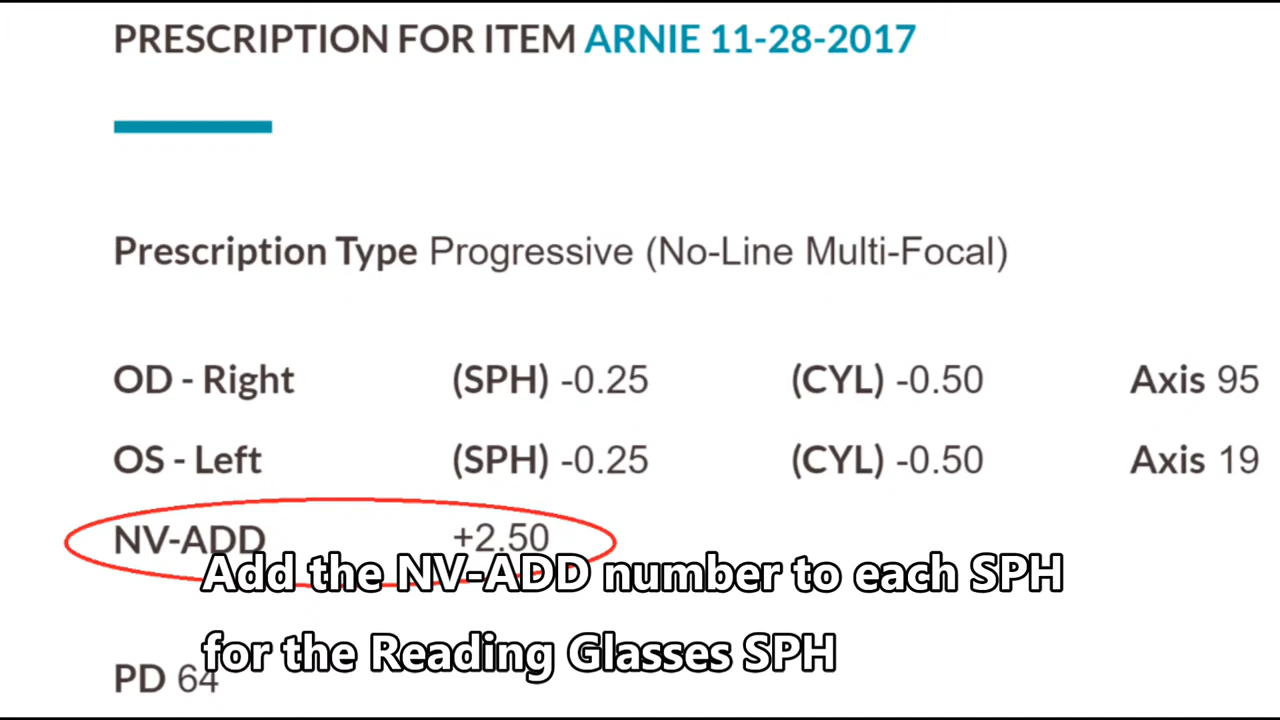 PRESCRIPTION FOR ITEM ARNIE 11-28-2017
Prescription Type Progressive (No-Line Multi-Focal)
OD - Right (SPH) -0.25 (CYL) -0.50 Axis 95
OS - Left (SPH) -0.25 (CYL) -0.50 Axis 19
NV-ADD +2.50
Add the NV-ADD number to each SPH
for the Reading Glasses SPH
PD 64